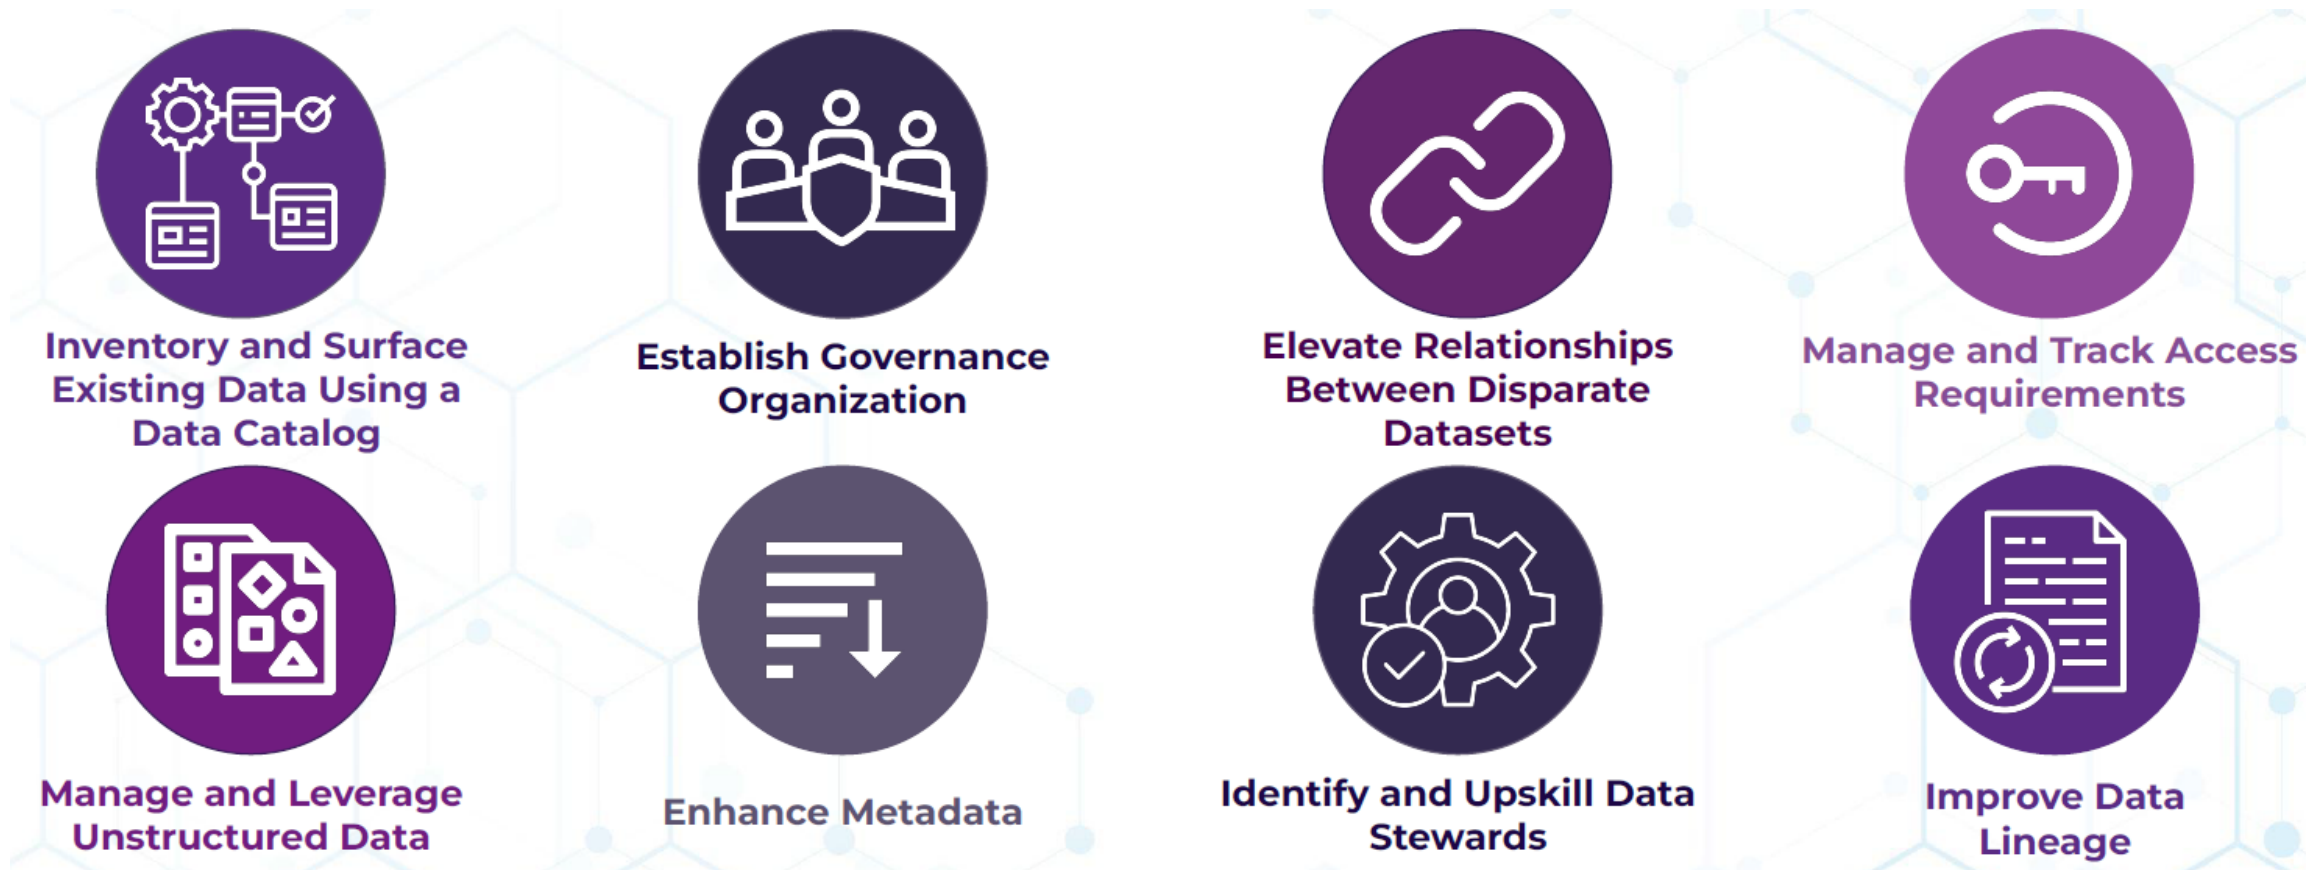 Inventory and Surface
Existing Data Using a
Data Catalog
Establish Governance
Organization
Elevate Relationships
Between Disparate
Datasets
Manage and Track Access
Requirements
Manage and Leverage
Unstructured Data
Enhance Metadata
Identify and Upskill Data
Stewards
Improve Data
Lineage